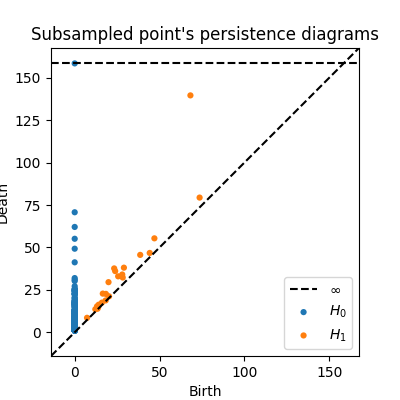 Subsampled point's persistence diagrams
150
125
100
75
50
25
0
Death
0 50 100 150
Birth
∞
H₀
H₁